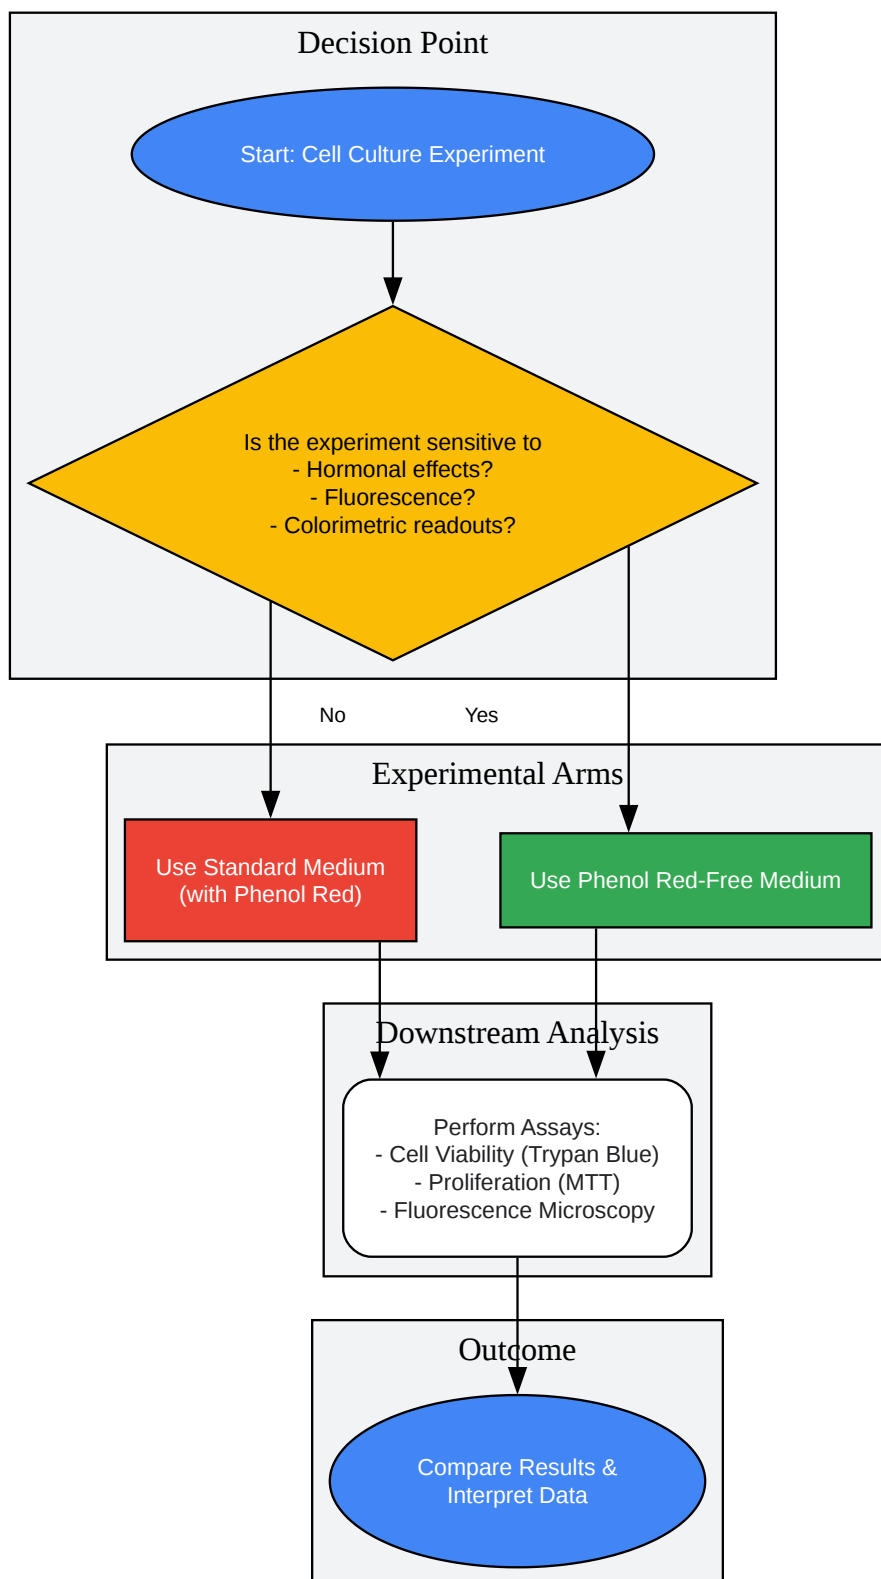 Decision Point
Start: Cell Culture Experiment
Is the experiment sensitive to
- Hormonal effects?
- Fluorescence?
- Colorimetric readouts?
No
Yes
Experimental Arms
Use Standard Medium
(with Phenol Red)
Use Phenol Red-Free Medium
Downstream Analysis
Perform Assays:
- Cell Viability (Trypan Blue)
- Proliferation (MTT)
- Fluorescence Microscopy
Outcome
Compare Results &
Interpret Data